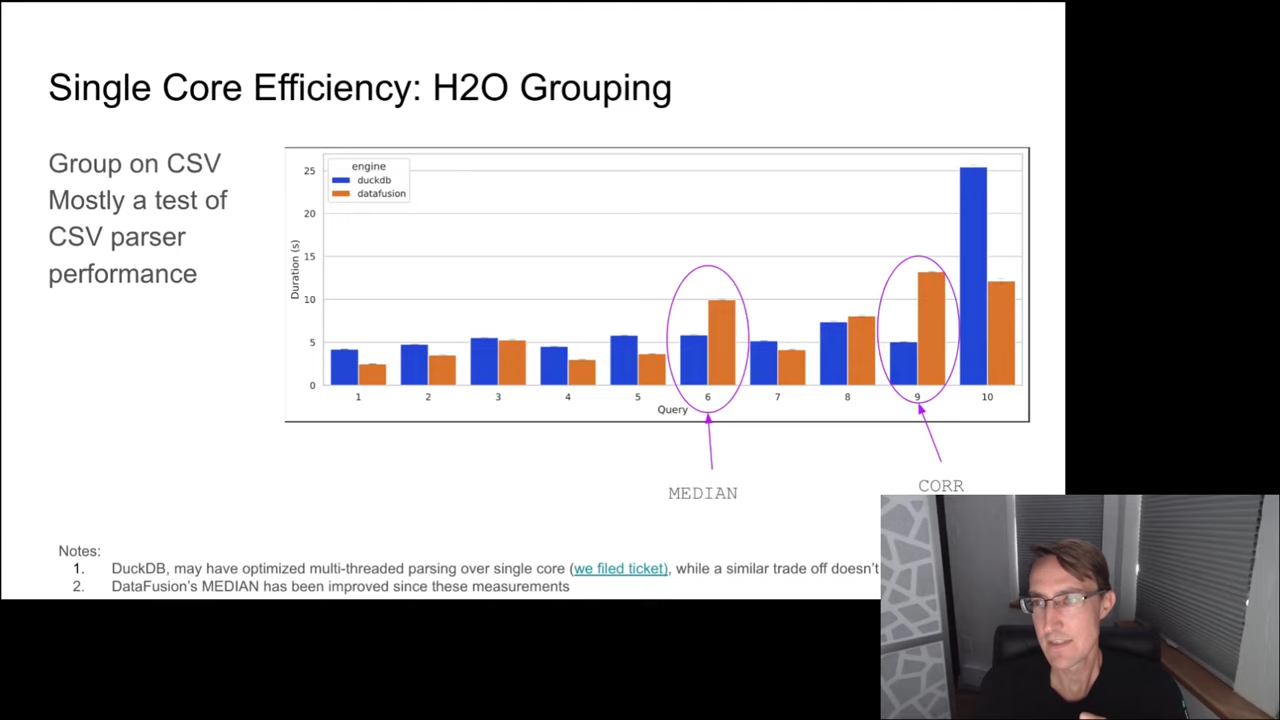 Single Core Efficiency: H2O Grouping
Group on CSV
Mostly a test of
CSV parser
performance
engine
duckdb
datafusion
Duration (s)
25
20
15
10
5
0
1 2 3 4 5 6 7 8 9 10
Query
MEDIAN
CORR
Notes:
1. DuckDB, may have optimized multi-threaded parsing over single core (we filed ticket), while a similar trade off doesn't
2. DataFusion's MEDIAN has been improved since these measurements